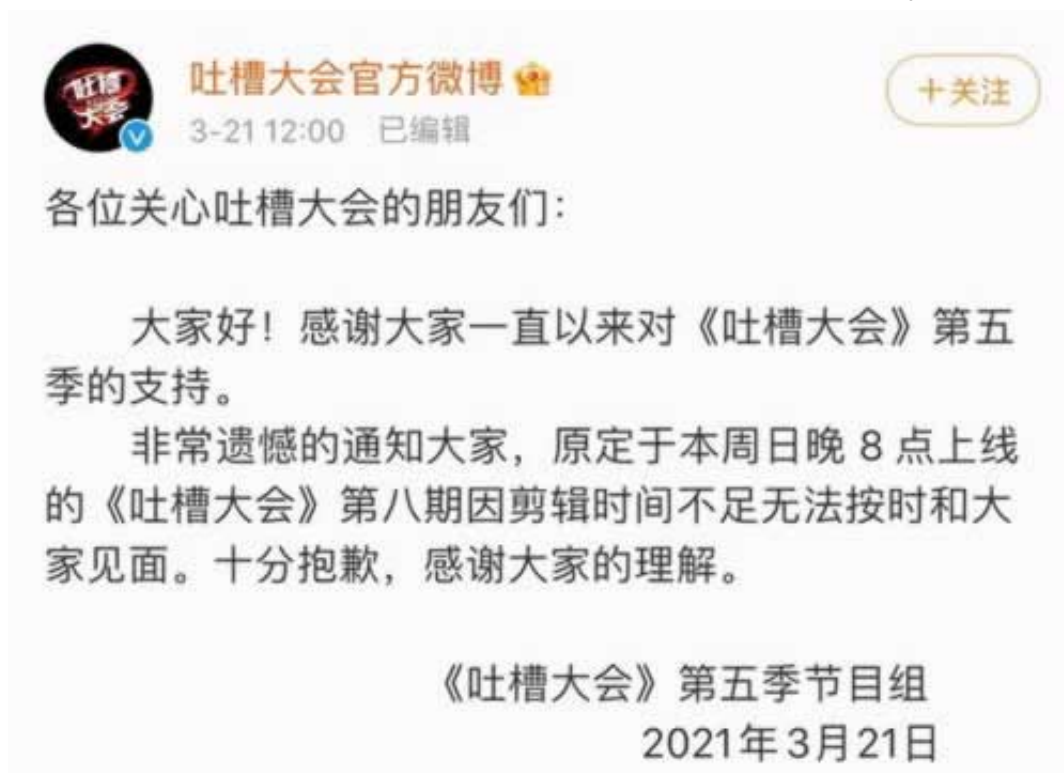 吐槽大会
吐槽大会官方微博
+关注
3-21 12:00 已编辑
各位关心吐槽大会的朋友们：
大家好！感谢大家一直以来对《吐槽大会》第五
季的支持。
非常遗憾的通知大家，原定于本周日晚 8 点上线
的《吐槽大会》第八期因剪辑时间不足无法按时和大
家见面。十分抱歉，感谢大家的理解。
《吐槽大会》第五季节目组
2021年3月21日